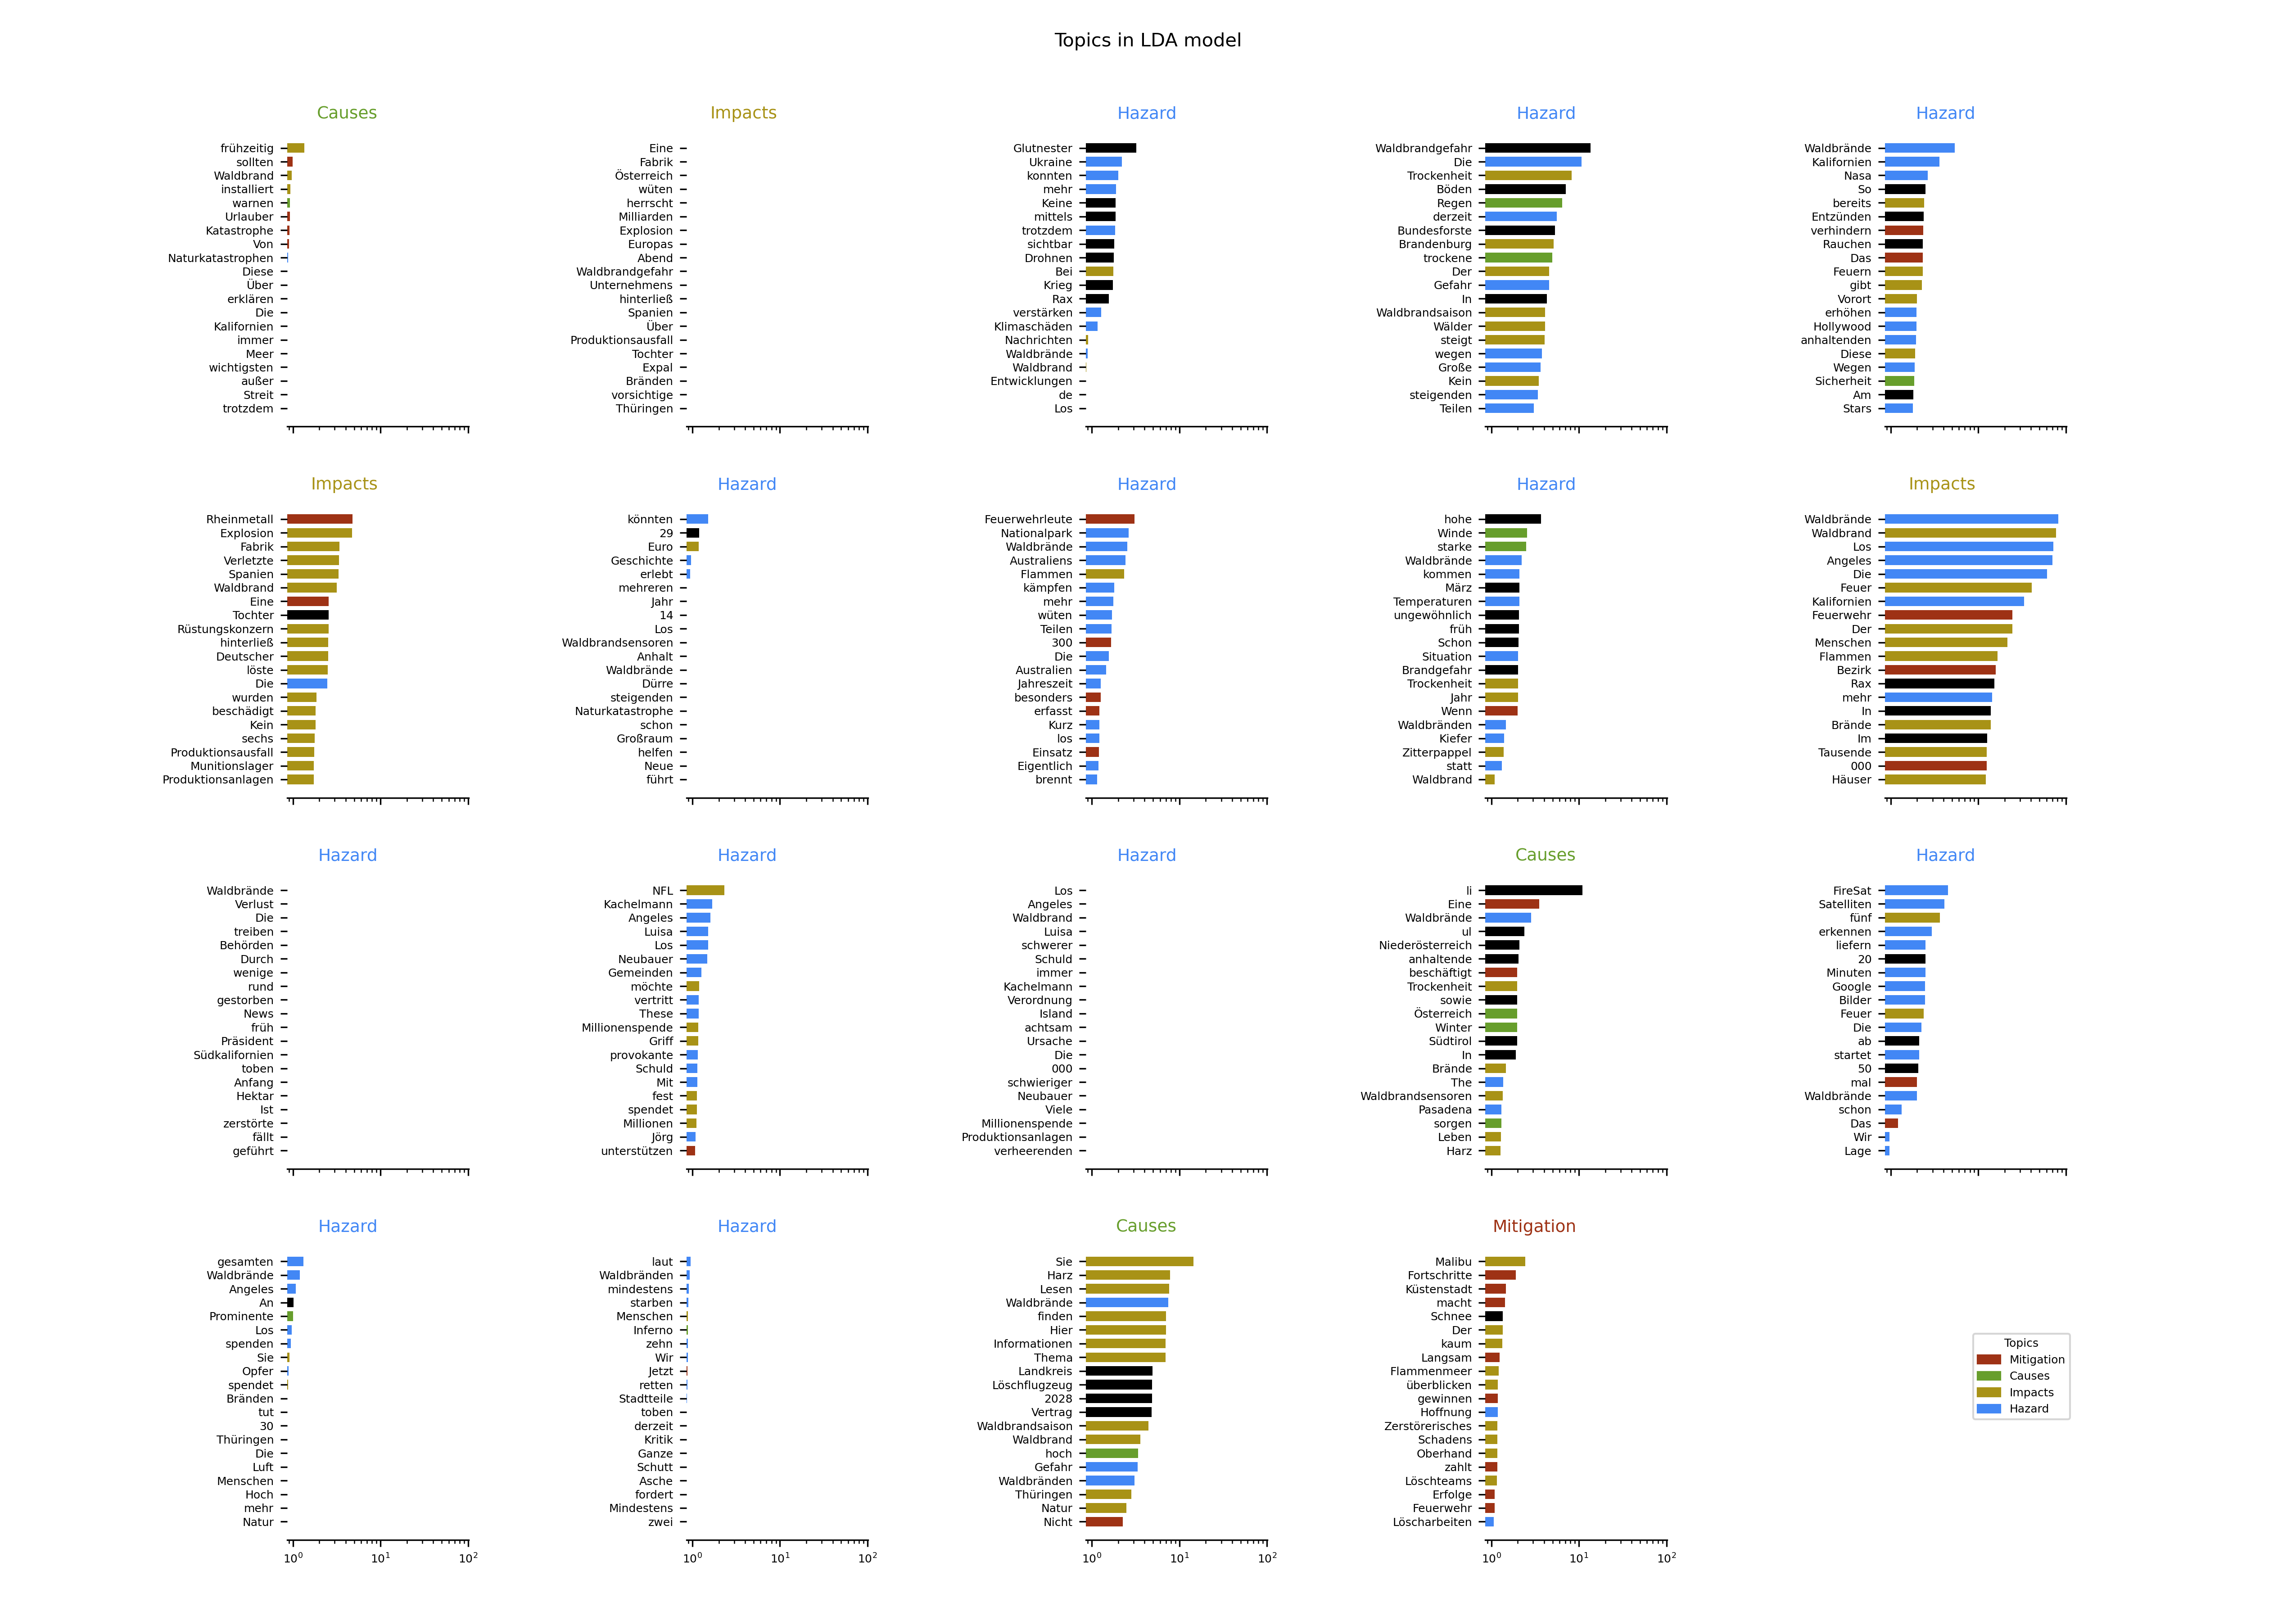 Topics in LDA model
Causes
frühzeitig
sollten
Waldbrand
installiert
warnen
Urlauber
Katastrophe
Von
Naturkatastrophen
Diese
Über
erklären
Die
Kalifornien
immer
Meer
wichtigsten
außer
Streit
trotzdem
Impacts
Eine
Fabrik
Österreich
wüten
herrscht
Milliarden
Explosion
Europas
Abend
Waldbrandgefahr
Unternehmens
hinterließ
Spanien
Über
Produktionsausfall
Tochter
Expal
Bränden
vorsichtige
Thüringen
Hazard
Glutnester
Ukraine
konnten
mehr
Keine
mittels
trotzdem
sichtbar
Drohnen
Bei
Krieg
Rax
verstärken
Klimaschäden
Nachrichten
Waldbrände
Waldbrand
Entwicklungen
de
Los
Hazard
Waldbrandgefahr
Die
Trockenheit
Böden
Regen
derzeit
Bundesforste
Brandenburg
trockene
Der
Gefahr
In
Waldbrandsaison
Wälder
steigt
wegen
Große
Kein
steigenden
Teilen
Hazard
Waldbrände
Kalifornien
Nasa
So
bereits
Entzünden
verhindern
Rauchen
Das
Feuern
gibt
Vorort
erhöhen
Hollywood
anhaltenden
Diese
Wegen
Sicherheit
Am
Stars
Impacts
Rheinmetall
Explosion
Fabrik
Verletzte
Spanien
Waldbrand
Eine
Tochter
Rüstungskonzern
hinterließ
Deutscher
löste
Die
wurden
beschädigt
Kein
sechs
Produktionsausfall
Munitionslager
Produktionsanlagen
Hazard
könnten
29
Euro
Geschichte
erlebt
mehreren
Jahr
14
Los
Waldbrandsensoren
Anhalt
Waldbrände
Dürre
steigenden
Naturkatastrophe
schon
Großraum
helfen
Neue
führt
Hazard
Feuerwehrleute
Nationalpark
Waldbrände
Australiens
Flammen
kämpfen
mehr
wüten
Teilen
300
Die
Australien
Jahreszeit
besonders
erfasst
Kurz
los
Einsatz
Eigentlich
brennt
Hazard
hohe
Winde
starke
Waldbrände
kommen
März
Temperaturen
ungewöhnlich
früh
Schon
Situation
Brandgefahr
Trockenheit
Jahr
Wenn
Waldbränden
Kiefer
Zitterpappel
statt
Waldbrand
Impacts
Waldbrände
Waldbrand
Los
Angeles
Die
Feuer
Kalifornien
Feuerwehr
Der
Menschen
Flammen
Bezirk
Rax
mehr
In
Brände
Im
Tausende
000
Häuser
Hazard
Waldbrände
Verlust
Die
treiben
Behörden
Durch
wenige
rund
gestorben
News
früh
Präsident
Südkalifornien
toben
Anfang
Hektar
Ist
zerstörte
fällt
geführt
Hazard
NFL
Kachelmann
Angeles
Luisa
Los
Neubauer
Gemeinden
möchte
vertritt
These
Millionenspende
Griff
provokante
Schuld
Mit
fest
spendet
Millionen
Jörg
unterstützen
Hazard
Los
Angeles
Waldbrand
Luisa
schwerer
Schuld
immer
Kachelmann
Verordnung
Island
achtsam
Ursache
Die
000
schwieriger
Neubauer
Viele
Millionenspende
Produktionsanlagen
verheerenden
Causes
li
Eine
Waldbrände
ul
Niederösterreich
anhaltende
beschäftigt
Trockenheit
sowie
Österreich
Winter
Südtirol
In
Brände
The
Waldbrandsensoren
Pasadena
sorgen
Leben
Harz
Hazard
FireSat
Satelliten
fünf
erkennen
liefern
20
Minuten
Google
Bilder
Feuer
Die
ab
startet
50
mal
Waldbrände
schon
Das
Wir
Lage
Hazard
gesamten
Waldbrände
Angeles
An
Prominente
Los
spenden
Sie
Opfer
spendet
Bränden
tut
30
Thüringen
Die
Luft
Menschen
Hoch
mehr
Natur
10⁰ 10¹ 10²
Hazard
laut
Waldbränden
mindestens
starben
Menschen
Inferno
zehn
Wir
Jetzt
retten
Stadtteile
toben
derzeit
Kritik
Ganze
Schutt
Asche
fordert
Mindestens
zwei
10⁰ 10¹ 10²
Causes
Sie
Harz
Lesen
Waldbrände
finden
Hier
Informationen
Thema
Landkreis
Löschflugzeug
2028
Vertrag
Waldbrandsaison
Waldbrand
hoch
Gefahr
Waldbränden
Thüringen
Natur
Nicht
10⁰ 10¹ 10²
Mitigation
Malibu
Fortschritte
Küstenstadt
macht
Schnee
Der
kaum
Langsam
Flammenmeer
überblicken
gewinnen
Hoffnung
Zerstörerisches
Schadens
Oberhand
zahlt
Löschteams
Erfolge
Feuerwehr
Löscharbeiten
10⁰ 10¹ 10²
Topics
Mitigation
Causes
Impacts
Hazard